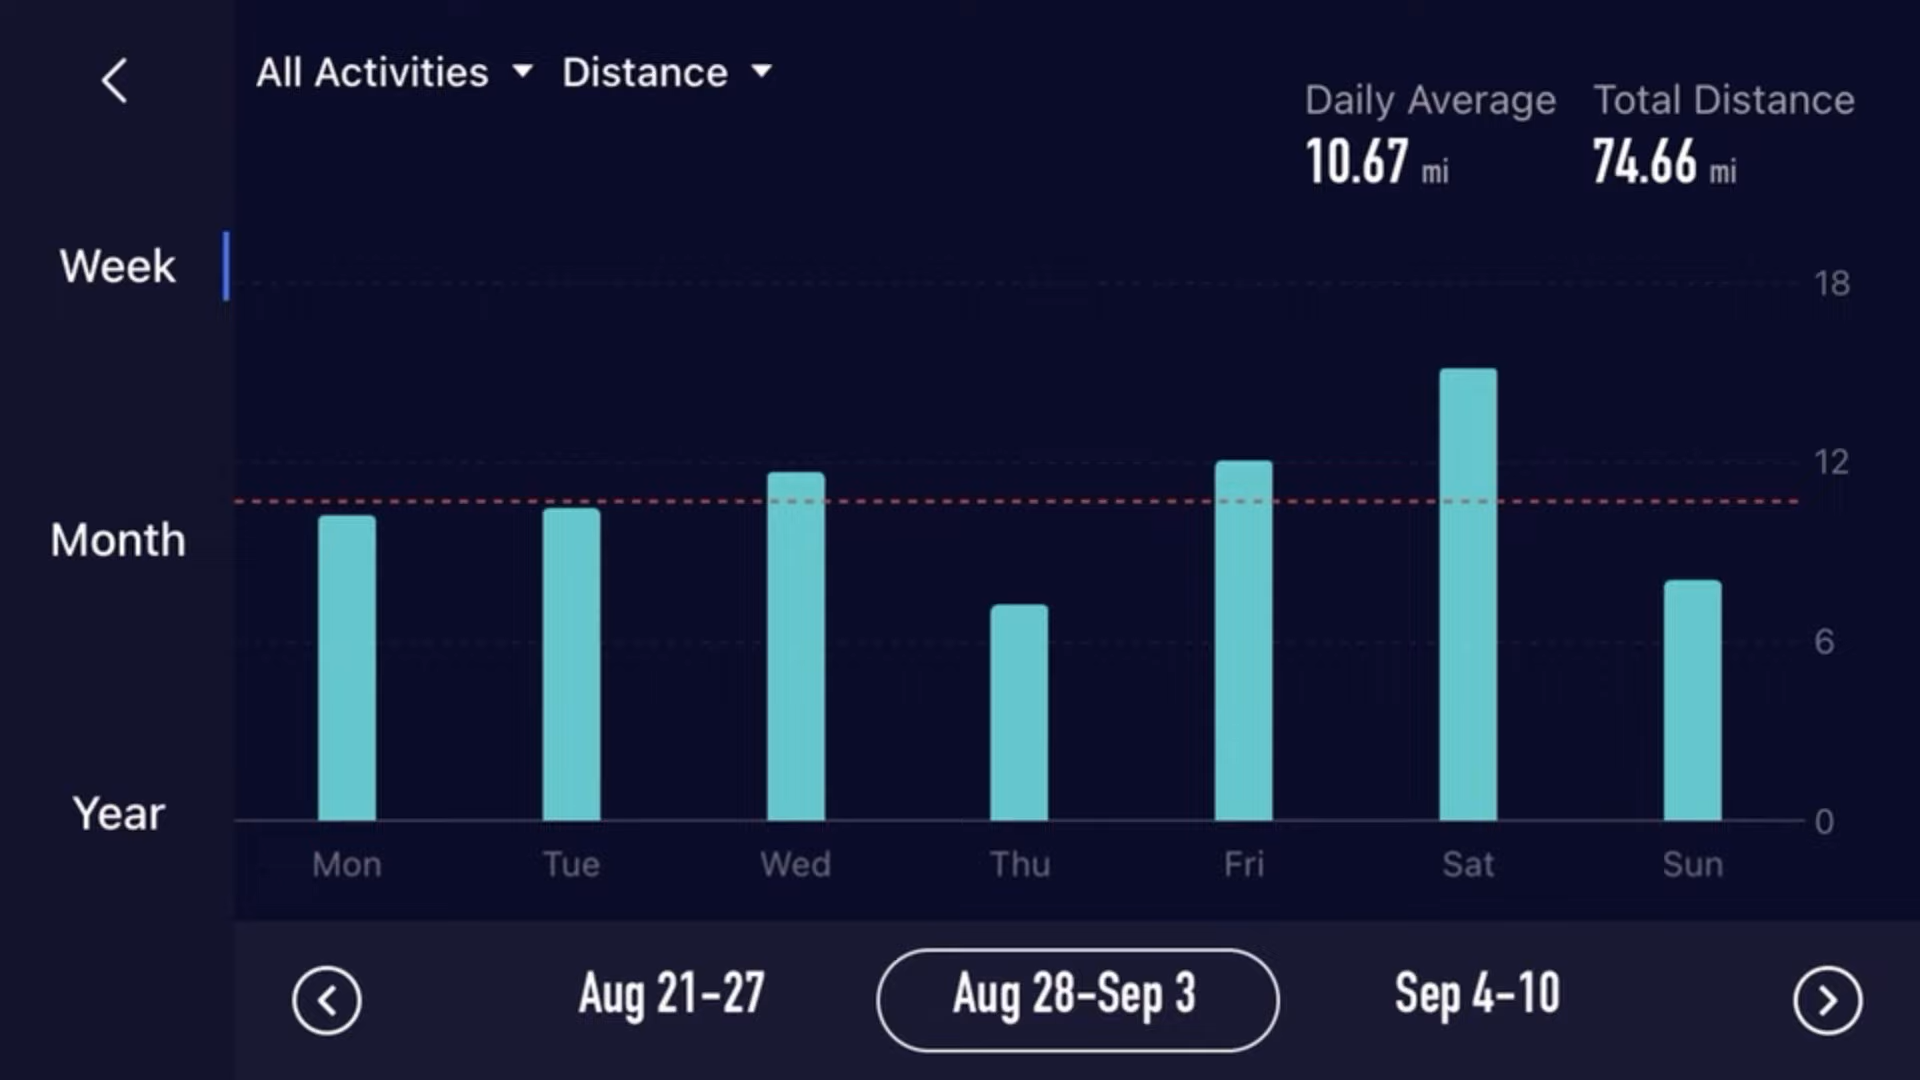 All Activities Distance
Daily Average Total Distance
10.67 mi 74.66 mi
Week
18
12
Month
6
Year
0
Mon Tue Wed Thu Fri Sat Sun
Aug 21-27 Aug 28-Sep 3 Sep 4-10